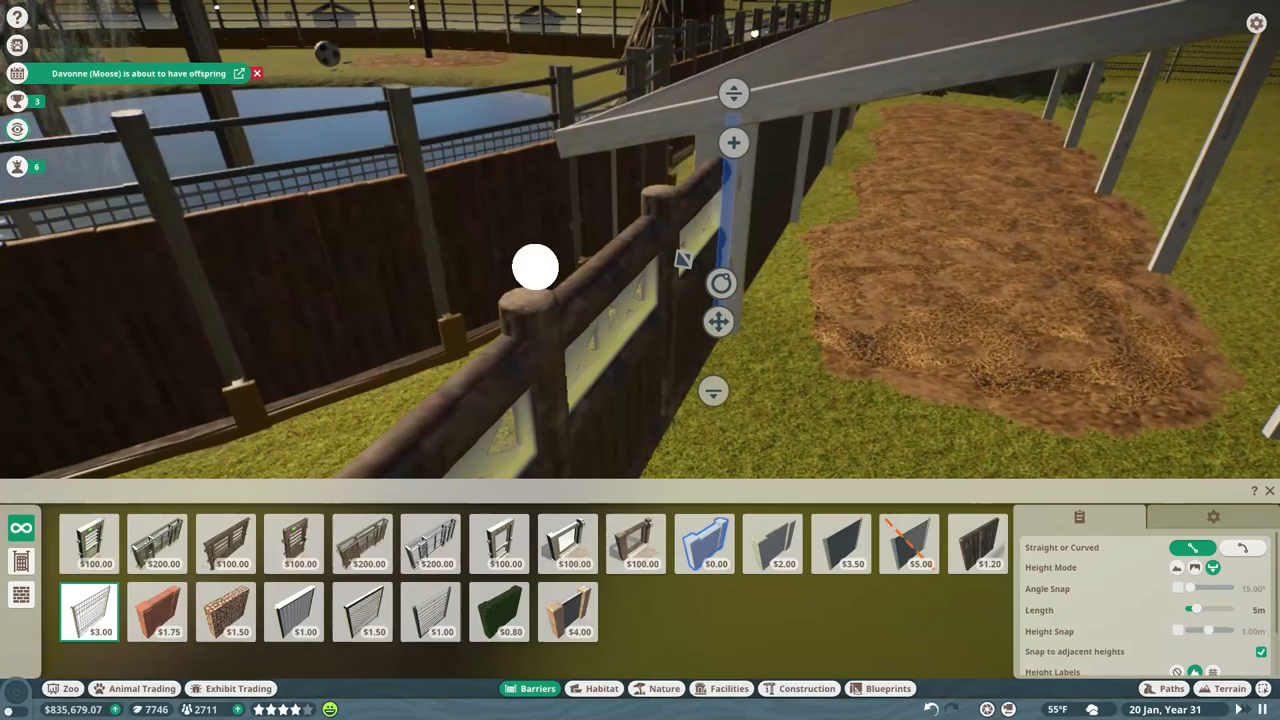 ?
Davonne (Moose) is about to have offspring
3
6
? ×
$100.00 $200.00 $100.00 $100.00 $200.00 $200.00 $100.00 $100.00 $100.00 $0.00 $2.00 $3.50 $5.00 $1.20
$3.00 $1.75 $1.50 $1.00 $1.50 $1.00 $0.80 $4.00
Straight or Curved
Height Mode
Angle Snap 15.00°
Length 5m
Height Snap 1.00m
Snap to adjacent heights
Height Labels
Zoo Animal Trading Exhibit Trading Barriers Habitat Nature Facilities Construction Blueprints Paths Terrain
$835,679.07 7746 2711 55°F 20 Jan, Year 31